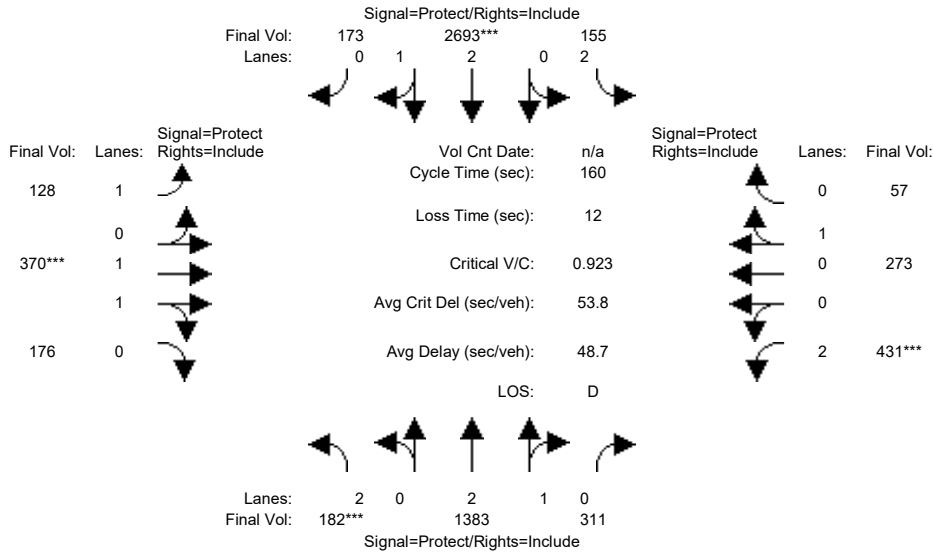 Signal=Protect/Rights=Include
Final Vol: 173 2693*** 155
Lanes: 0 1 2 0 2
Signal=Protect Signal=Protect
Final Vol: Lanes: Rights=Include Vol Cnt Date: n/a Rights=Include Lanes: Final Vol:
Cycle Time (sec): 160
128 1 0 57
Loss Time (sec): 12
0 1
370*** 1 Critical V/C: 0.923 0 273
1 Avg Crit Del (sec/veh): 53.8 0
176 0 Avg Delay (sec/veh): 48.7 2 431***
LOS: D
Lanes: 2 0 2 1 0
Final Vol: 182*** 1383 311
Signal=Protect/Rights=Include